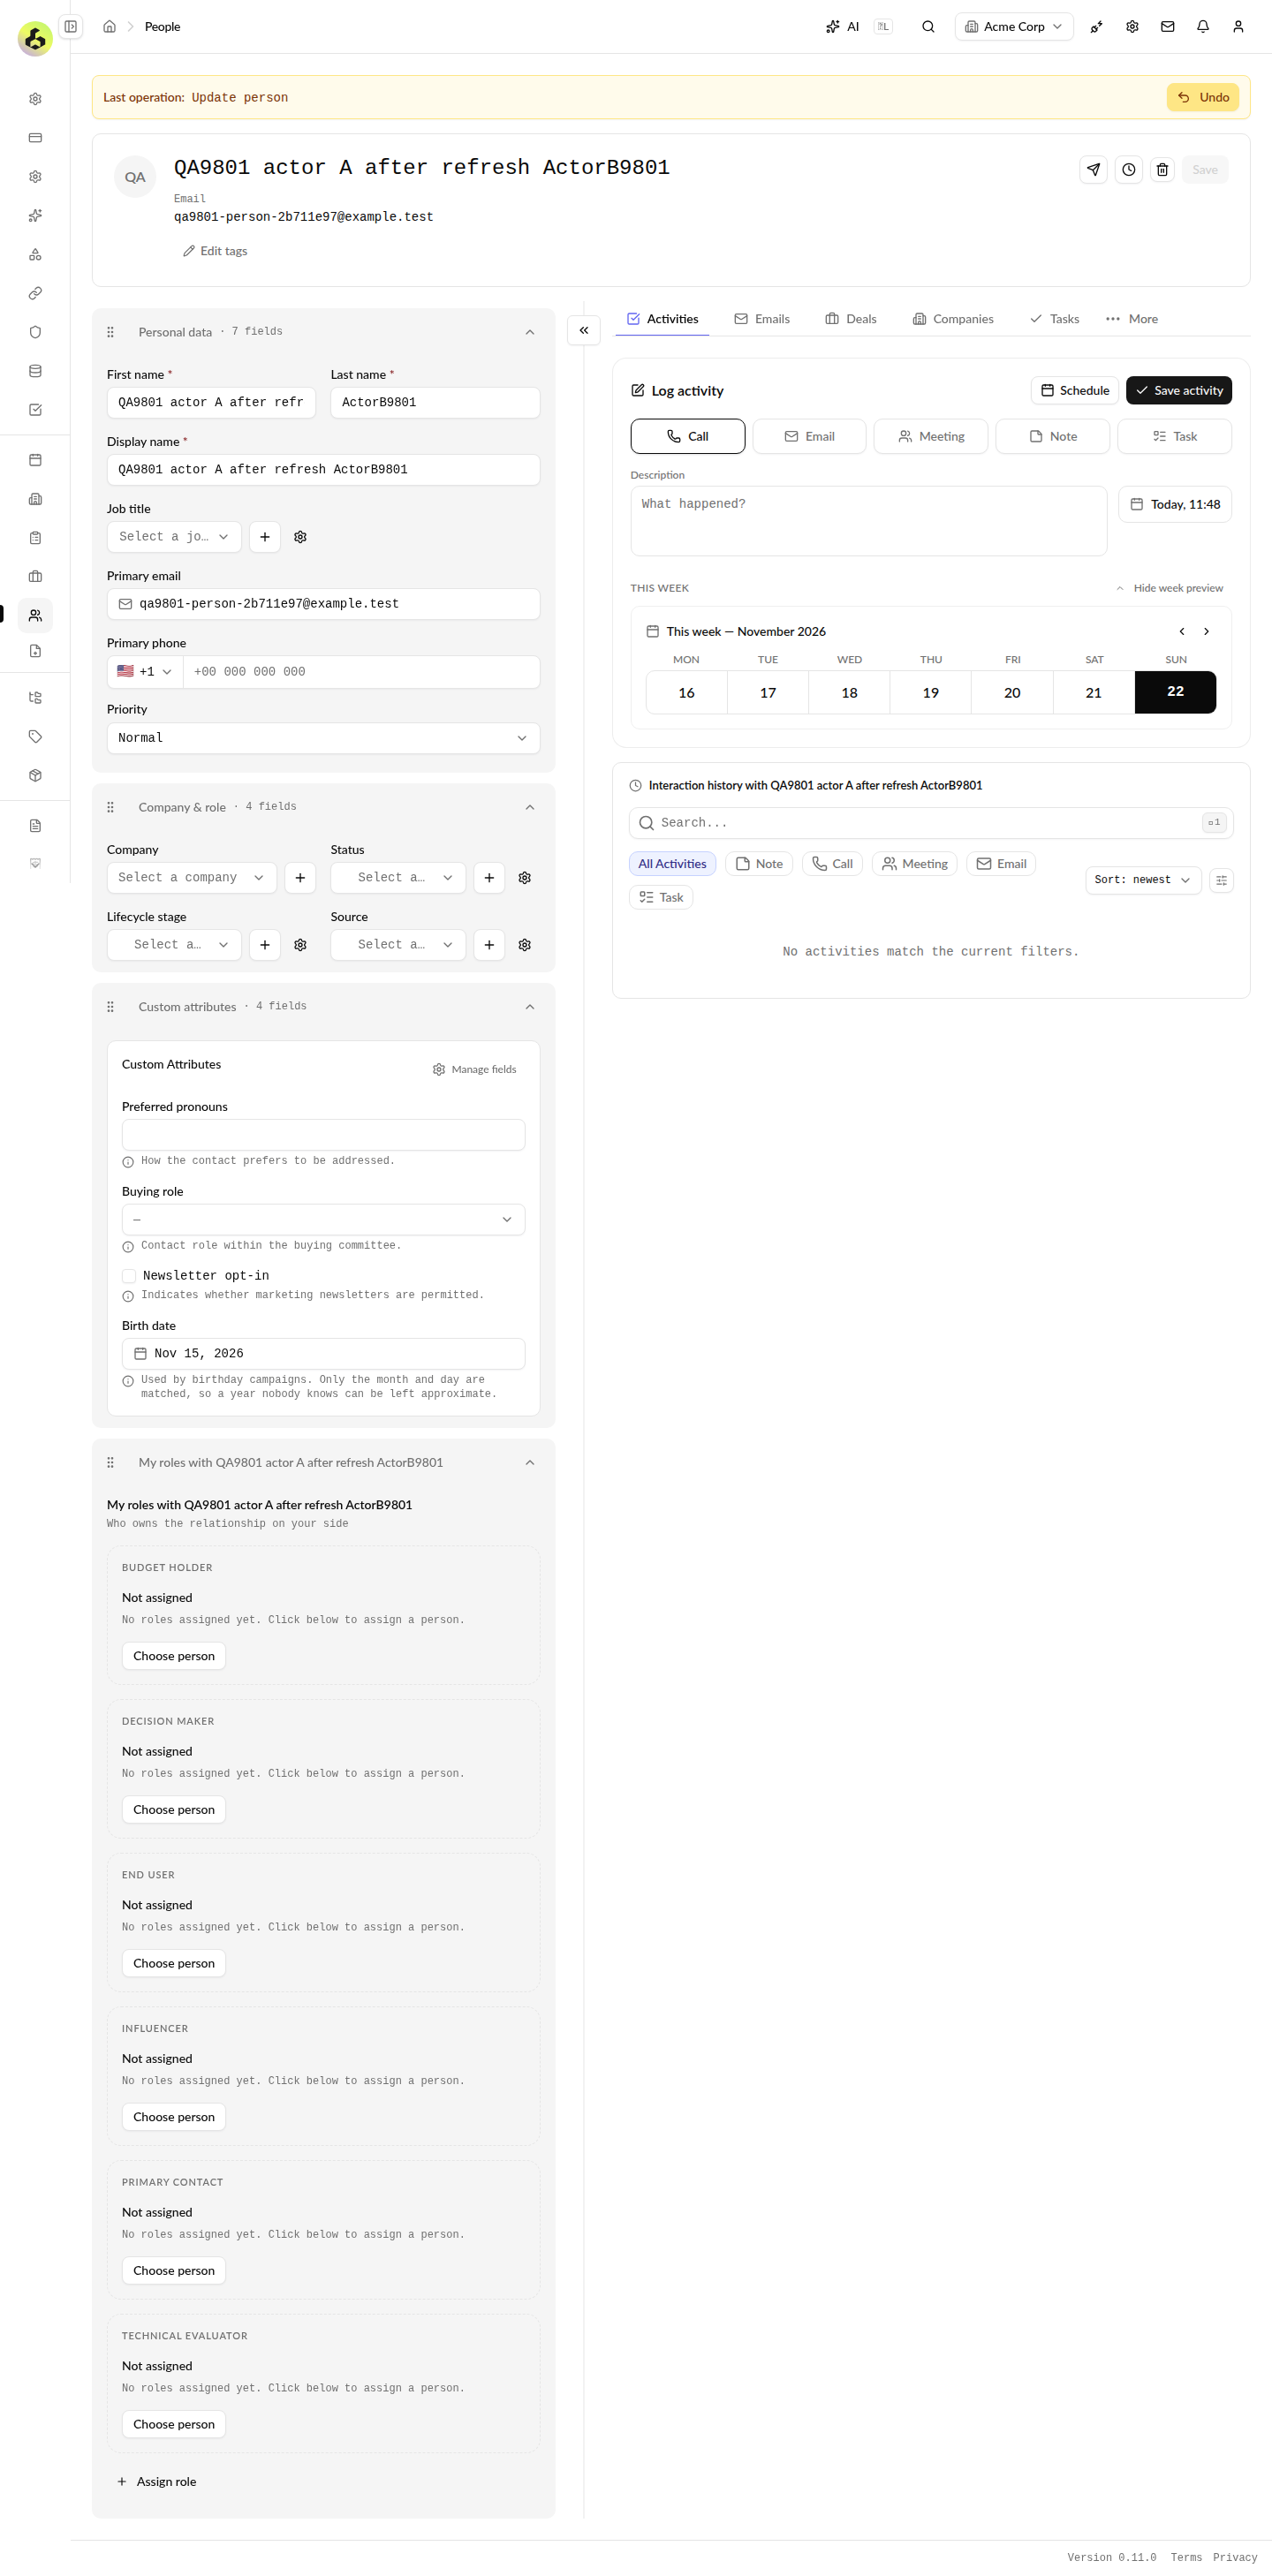 People
AI
L
Acme Corp
Last operation: Update person
Undo
QA
QA9801 actor A after refresh ActorB9801
Email
qa9801-person-2b711e97@example.test
Edit tags
Save
Personal data · 7 fields
First name *
Last name *
QA9801 actor A after refr
ActorB9801
Display name *
QA9801 actor A after refresh ActorB9801
Job title
Select a jo…
Primary email
qa9801-person-2b711e97@example.test
Primary phone
+1
+00 000 000 000
Priority
Normal
Company & role · 4 fields
Company
Status
Select a company
Select a…
Lifecycle stage
Source
Select a…
Select a…
Custom attributes · 4 fields
Custom Attributes
Manage fields
Preferred pronouns
How the contact prefers to be addressed.
Buying role
—
Contact role within the buying committee.
Newsletter opt-in
Indicates whether marketing newsletters are permitted.
Birth date
Nov 15, 2026
Used by birthday campaigns. Only the month and day are
matched, so a year nobody knows can be left approximate.
My roles with QA9801 actor A after refresh ActorB9801
My roles with QA9801 actor A after refresh ActorB9801
Who owns the relationship on your side
BUDGET HOLDER
Not assigned
No roles assigned yet. Click below to assign a person.
Choose person
DECISION MAKER
Not assigned
No roles assigned yet. Click below to assign a person.
Choose person
END USER
Not assigned
No roles assigned yet. Click below to assign a person.
Choose person
INFLUENCER
Not assigned
No roles assigned yet. Click below to assign a person.
Choose person
PRIMARY CONTACT
Not assigned
No roles assigned yet. Click below to assign a person.
Choose person
TECHNICAL EVALUATOR
Not assigned
No roles assigned yet. Click below to assign a person.
Choose person
Assign role
Activities
Emails
Deals
Companies
Tasks
More
Log activity
Schedule
Save activity
Call
Email
Meeting
Note
Task
Description
What happened?
Today, 11:48
THIS WEEK
Hide week preview
This week — November 2026
MON TUE WED THU FRI SAT SUN
16 17 18 19 20 21 22
Interaction history with QA9801 actor A after refresh ActorB9801
Search...
1
All Activities
Note
Call
Meeting
Email
Task
Sort: newest
No activities match the current filters.
Version 0.11.0 Terms Privacy